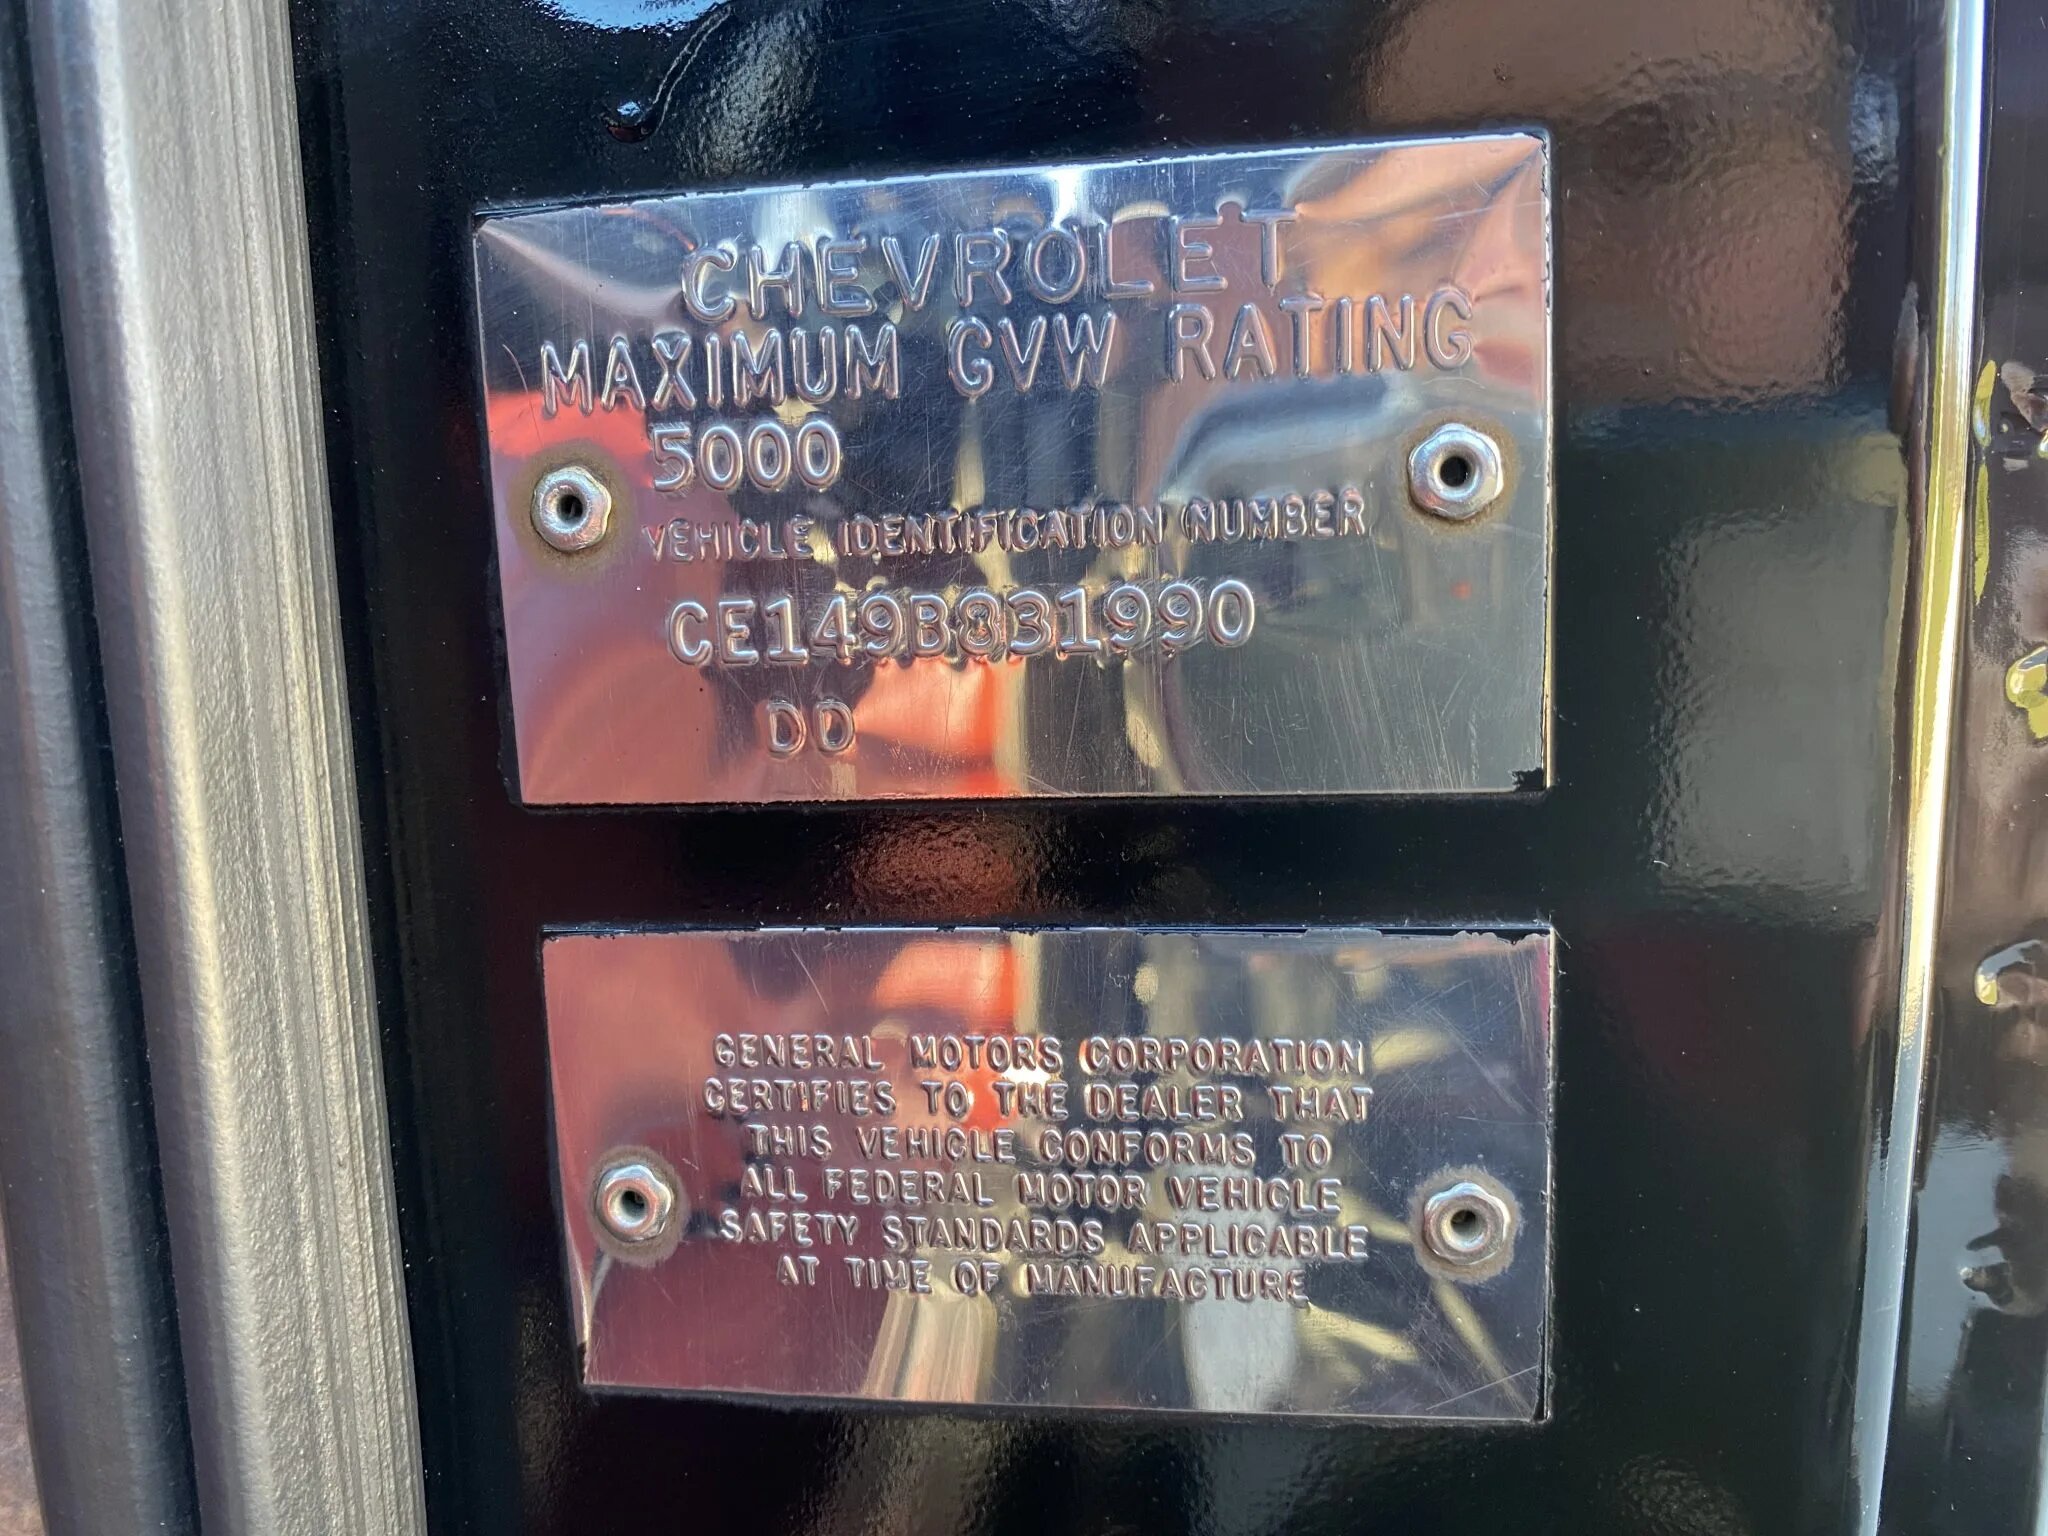 CHEVROLET
MAXIMUM GVW RATING
5000
VEHICLE IDENTIFICATION NUMBER
CE149B831990
DD
GENERAL MOTORS CORPORATION
CERTIFIES TO THE DEALER THAT
THIS VEHICLE CONFORMS TO
ALL FEDERAL MOTOR VEHICLE
SAFETY STANDARDS APPLICABLE
AT TIME OF MANUFACTURE